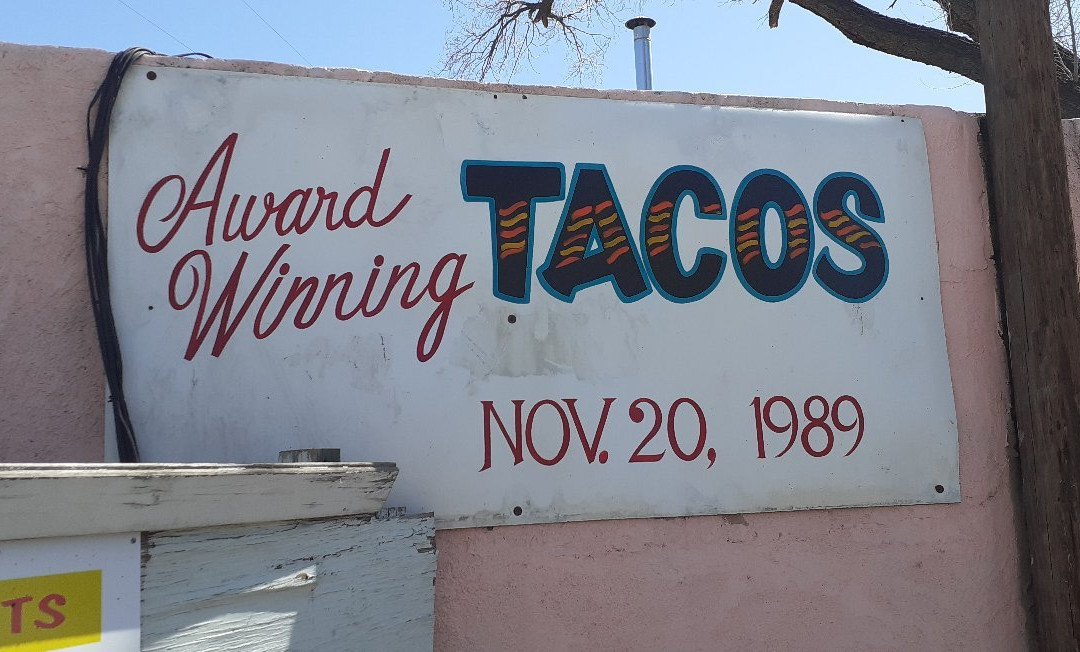 Award
Winning TACOS
NOV. 20, 1989
TS